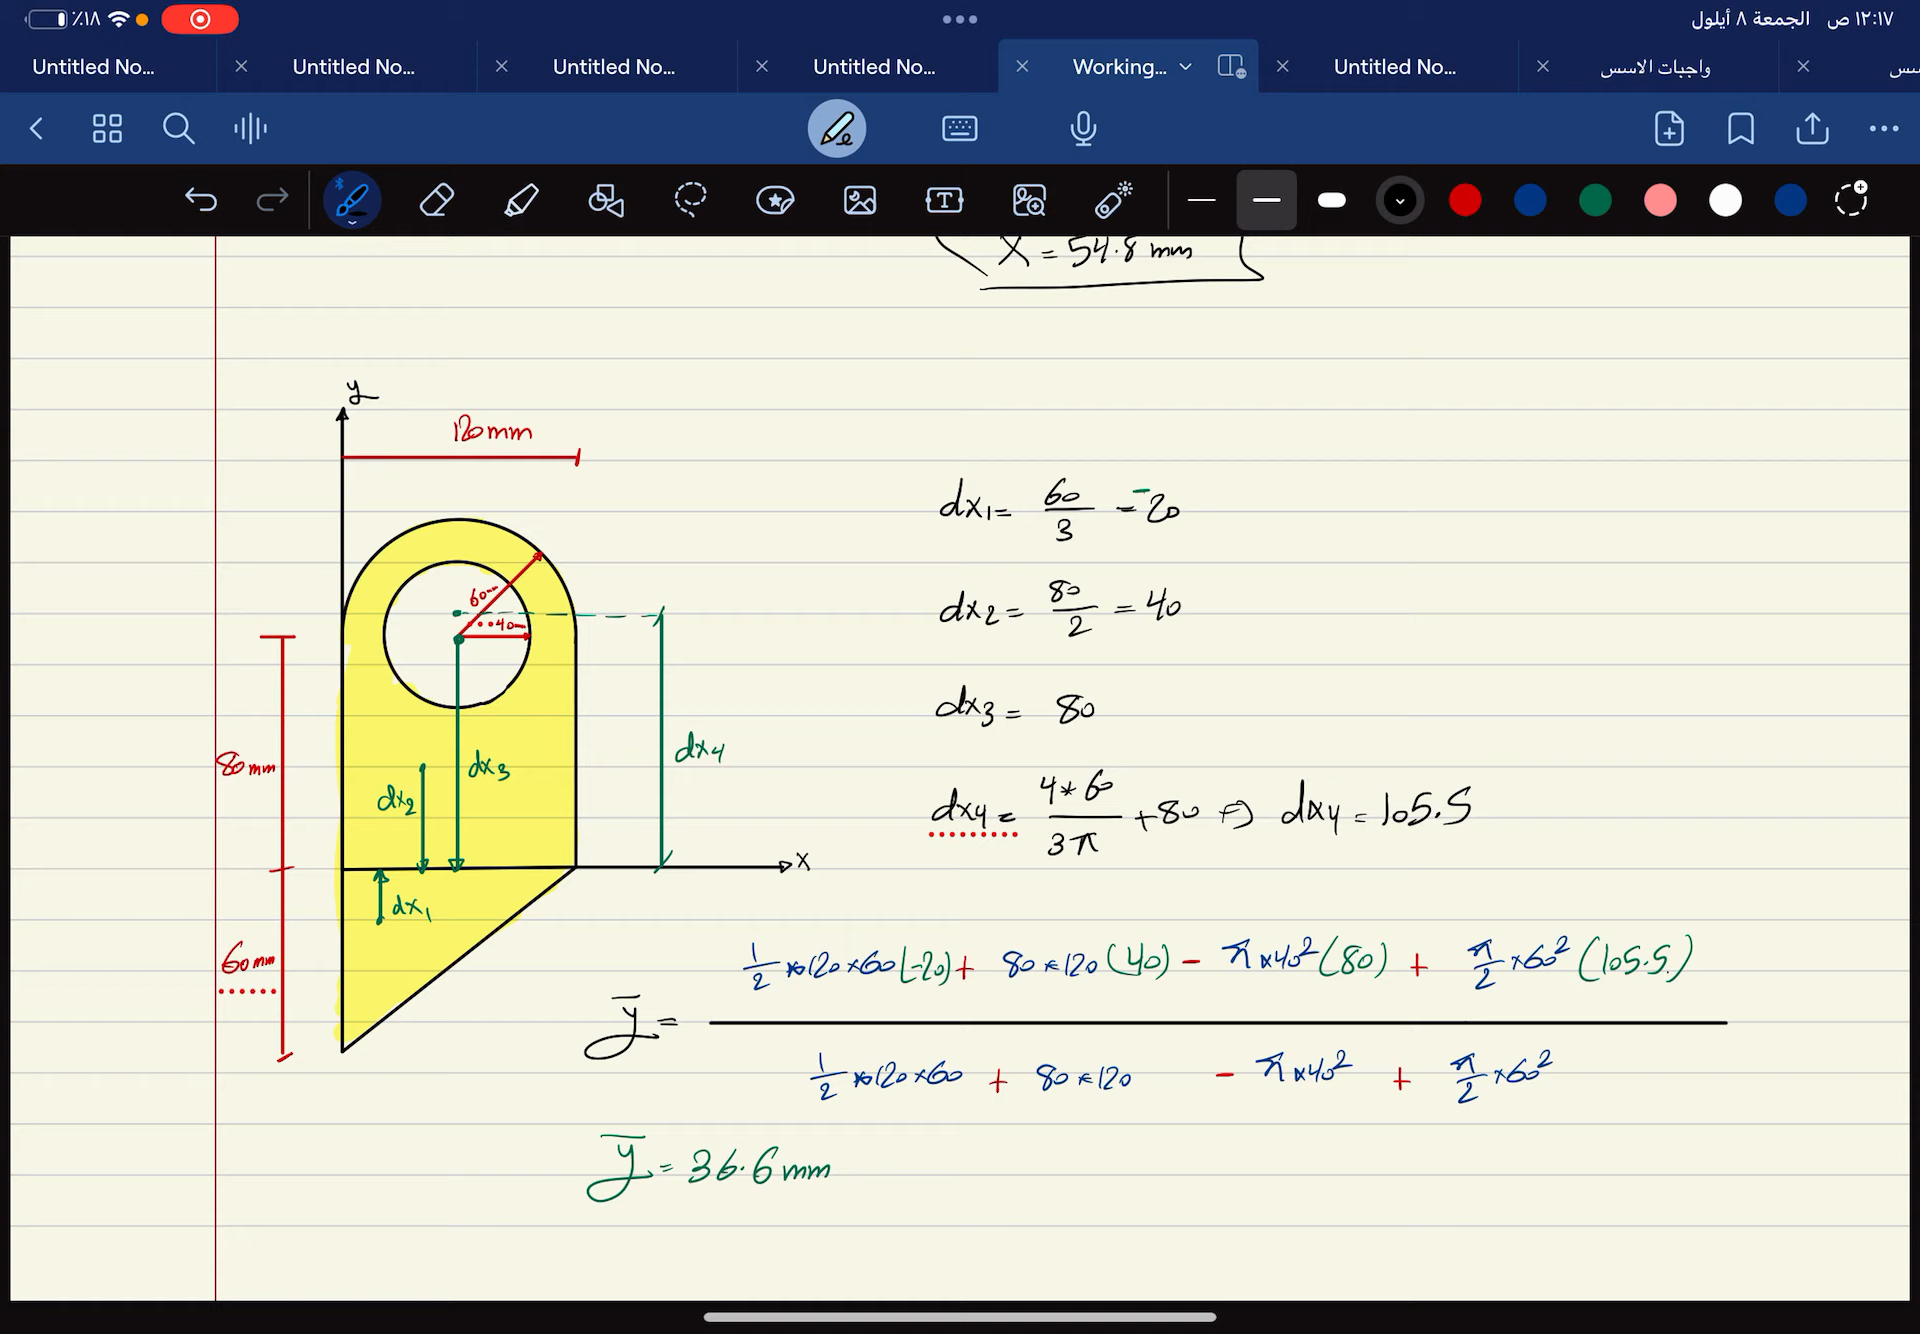 ٪١٨
١٢:١٧ ص الجمعة ٨ أيلول
Untitled No...
Untitled No...
Untitled No...
Untitled No...
Working...
Untitled No...
واجبات الاسس
X = 54.8 mm
y
120mm
60mm
40mm
80mm
dx2
dx3
dx4
x
60mm
dx1
dx1 = 60/3 = -20
dx2 = 80/2 = 40
dx3 = 80
dx4 = 4*60/3π + 80 ⇒ dx4 = 105.5
ȳ = (1/2 * 120 × 60 (-20) + 80 * 120 (40) - π × 40² (80) + π/2 × 60² (105.5)) / (1/2 * 120 × 60 + 80 * 120 - π × 40² + π/2 × 60²)
ȳ = 36.6 mm